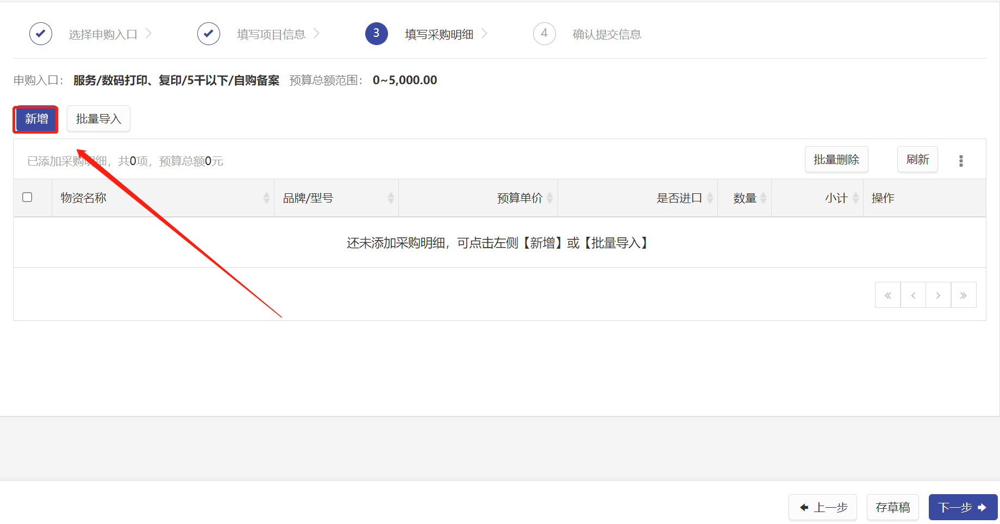 选择申购入口 填写项目信息 3 填写采购明细 4 确认提交信息
申购入口： 服务/数码打印、复印/5千以下/自购备案 预算总额范围： 0~5,000.00
新增 批量导入
已添加采购明细，共0项，预算总额0元 批量删除 刷新
物资名称 品牌/型号 预算单价 是否进口 数量 小计 操作
还未添加采购明细，可点击左侧【新增】或【批量导入】
« ‹ › »
上一步 存草稿 下一步